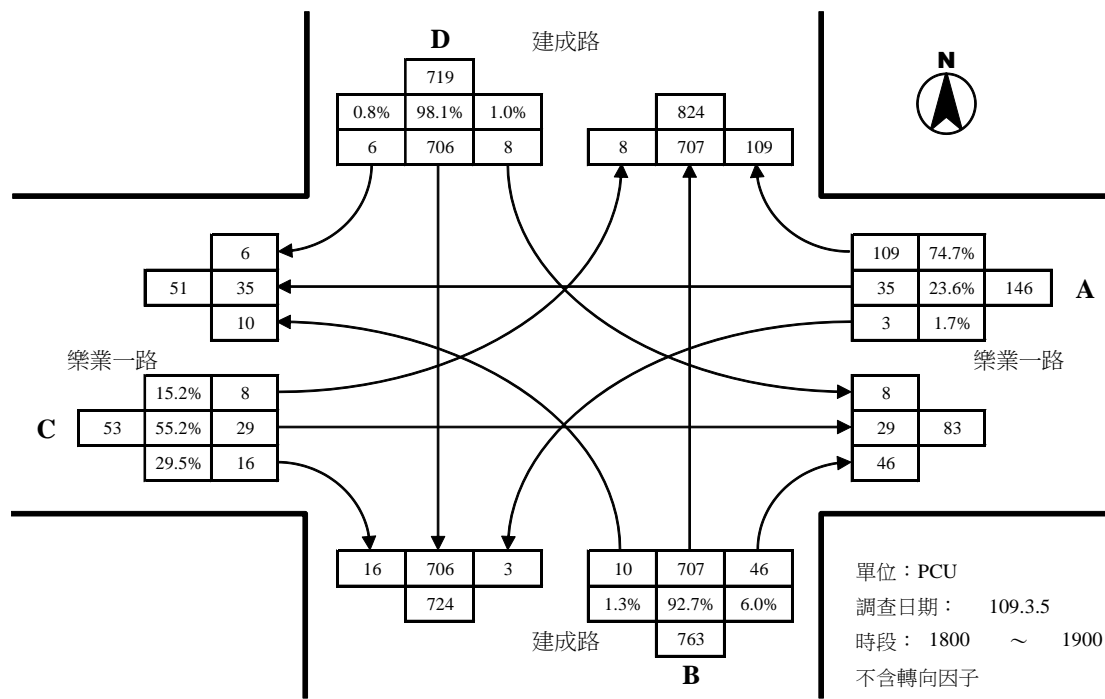 D 建成路
N
719
0.8% 98.1% 1.0%
6 706 8
824
8 707 109
6
51 35
10
109 74.7%
35 23.6% 146
3 1.7%
A
樂業一路
樂業一路
15.2% 8
C 53 55.2% 29
29.5% 16
8
29 83
46
16 706 3
724
10 707 46
1.3% 92.7% 6.0%
763
建成路
B
單位：PCU
調查日期： 109.3.5
時段： 1800 ～ 1900
不含轉向因子